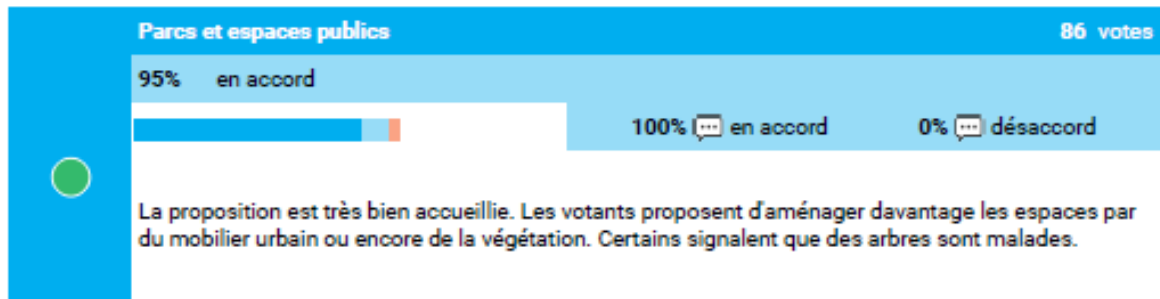 Parcs et espaces publics 86 votes
95% en accord
100% en accord 0% désaccord
La proposition est très bien accueillie. Les votants proposent d'aménager davantage les espaces par
du mobilier urbain ou encore de la végétation. Certains signalent que des arbres sont malades.